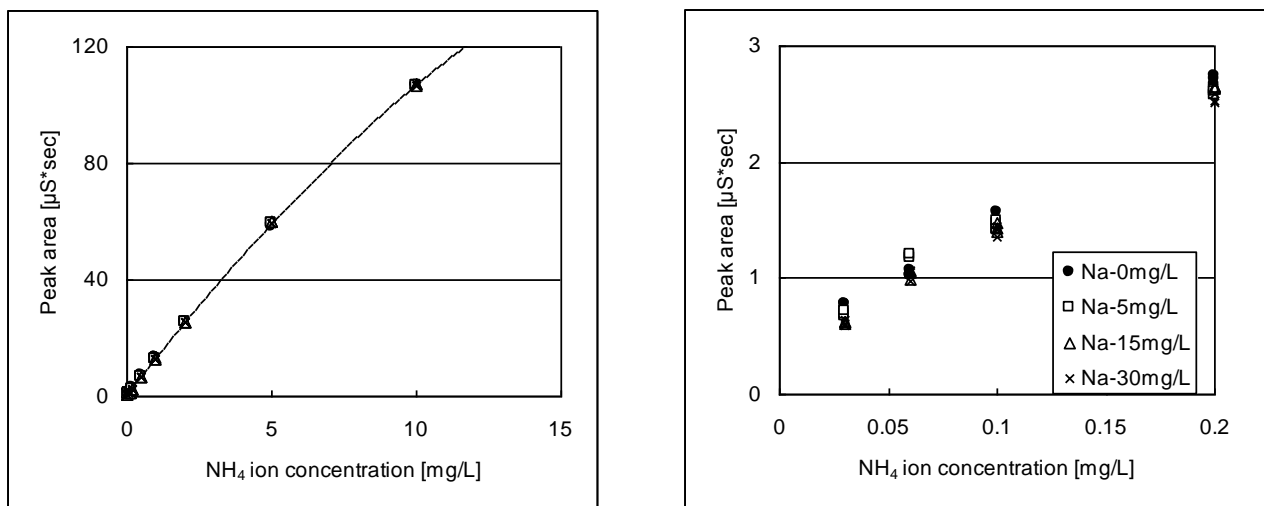 120
80
40
0
Peak area [µS*sec]
0 5 10 15
NH₄ ion concentration [mg/L]
3
2
1
0
Peak area [µS*sec]
Na-0mg/L
Na-5mg/L
Na-15mg/L
Na-30mg/L
0 0.05 0.1 0.15 0.2
NH₄ ion concentration [mg/L]